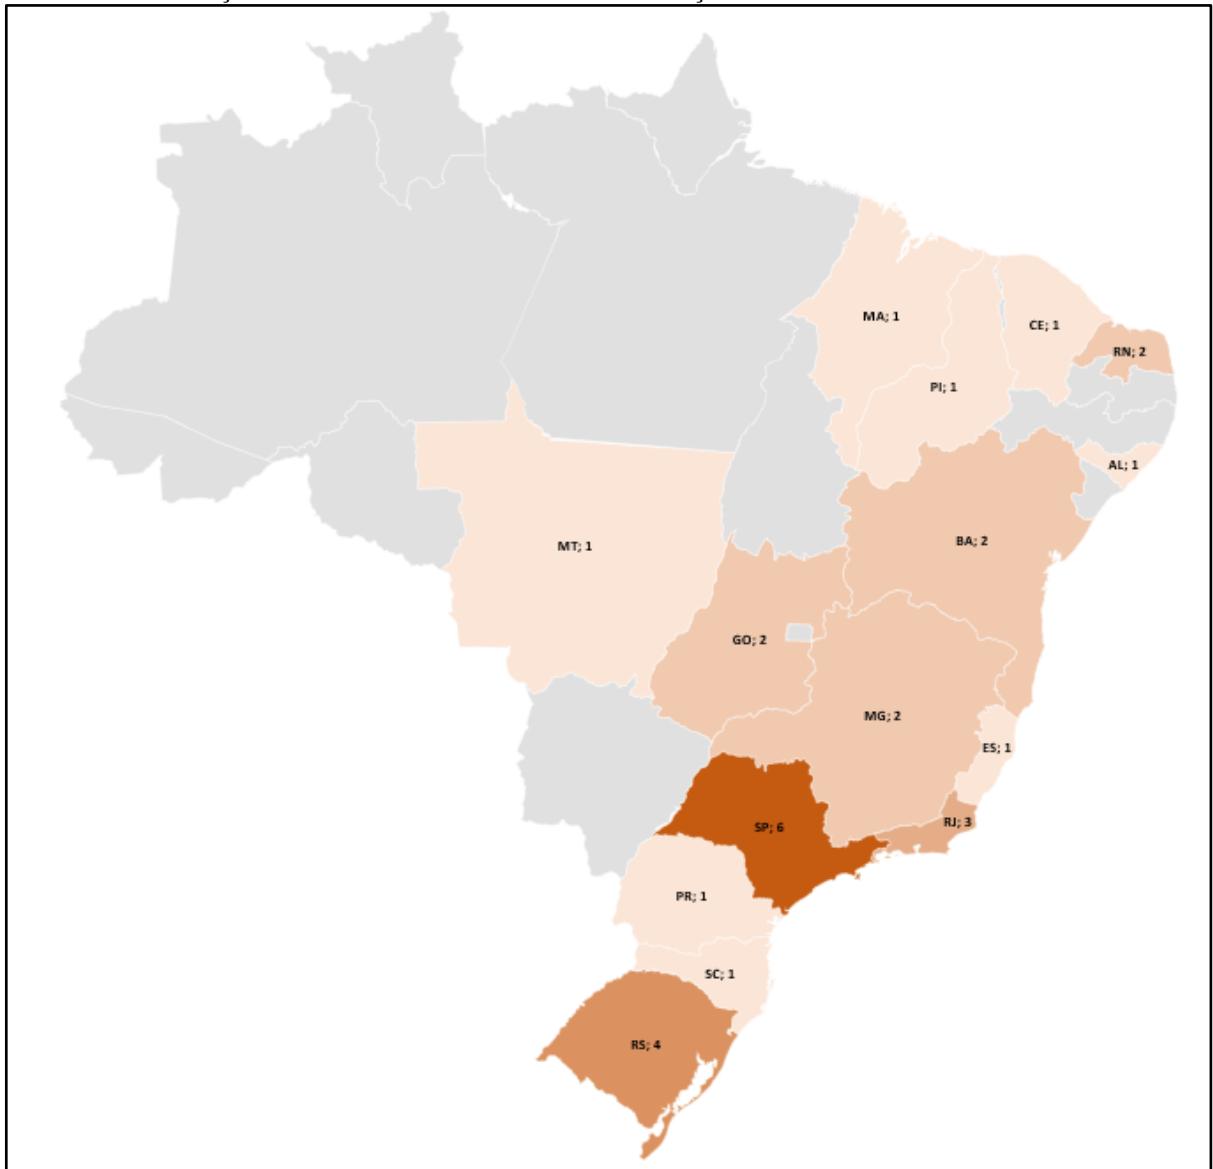 MA; 1
CE; 1
RN; 2
PI; 1
AL; 1
BA; 2
MT; 1
GO; 2
MG; 2
ES; 1
RJ; 3
SP; 6
PR; 1
SC; 1
RS; 4